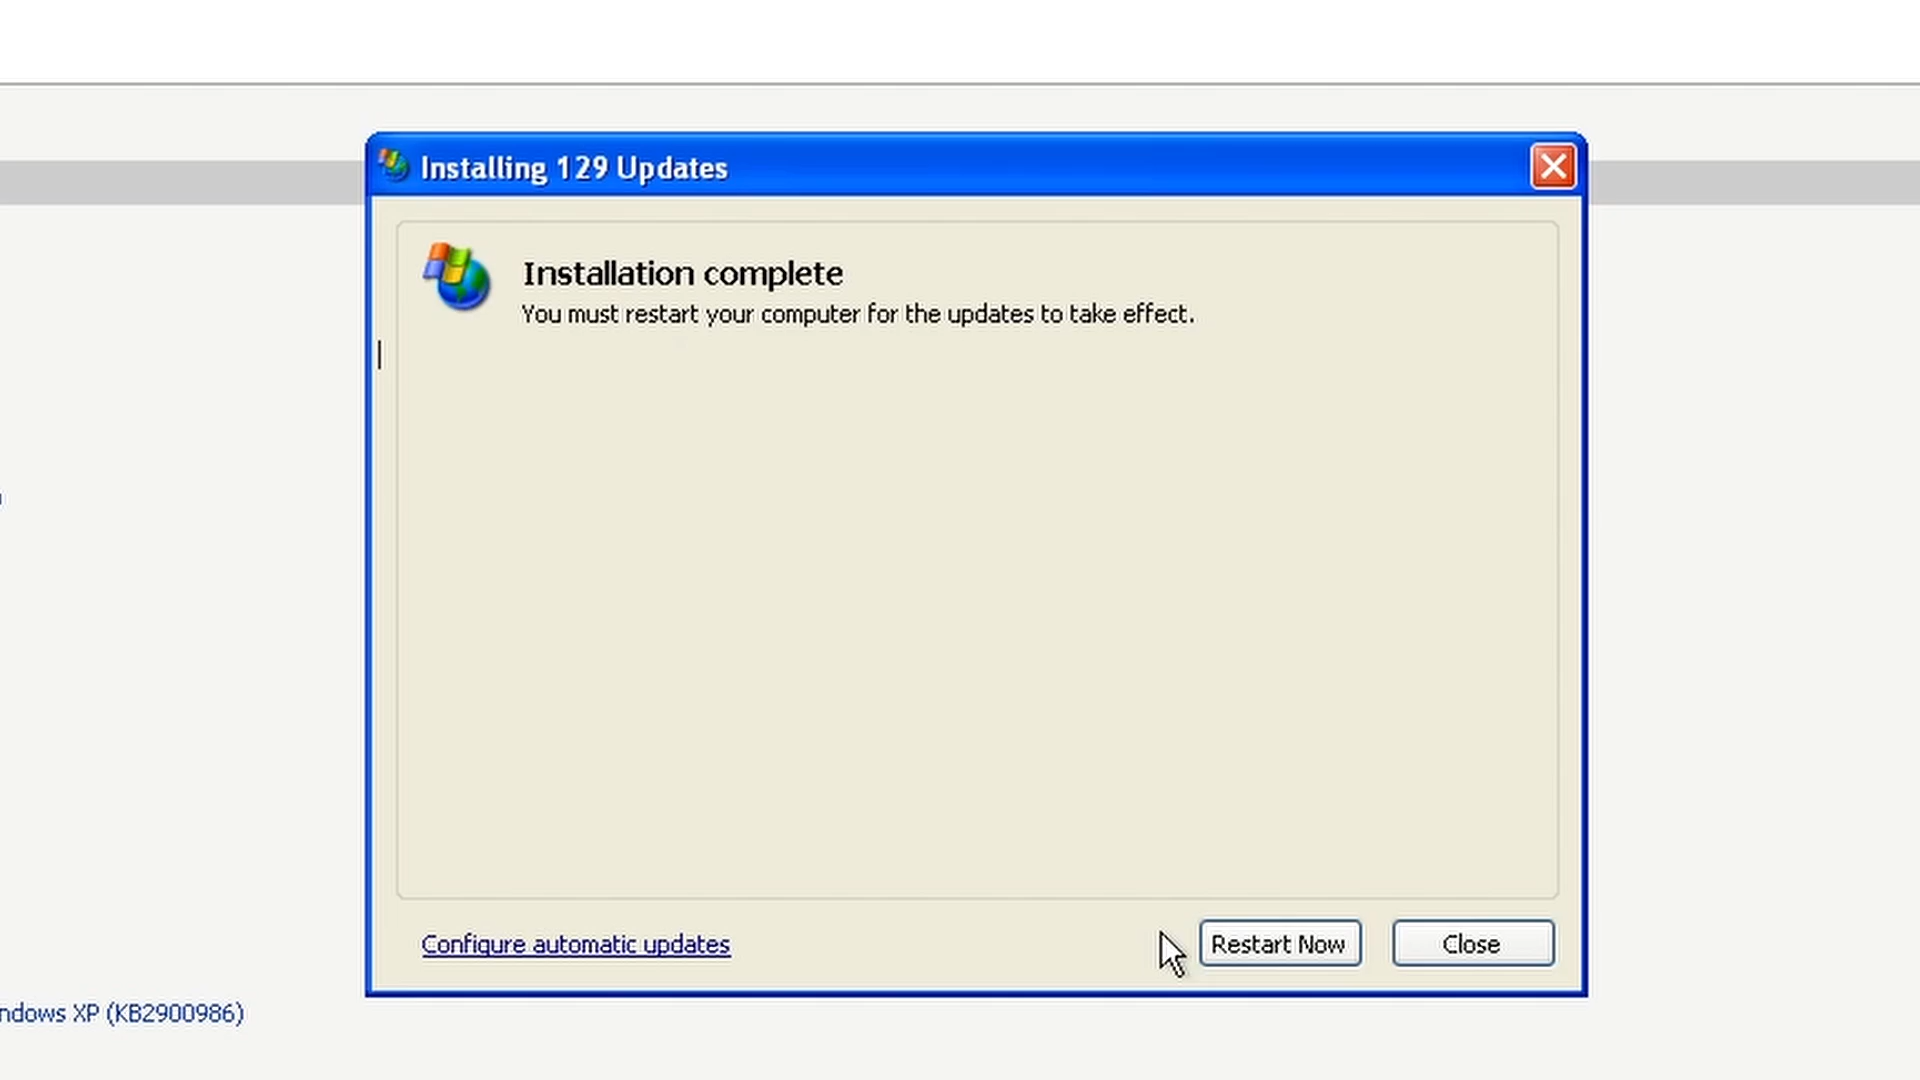 Installing 129 Updates
Installation complete
You must restart your computer for the updates to take effect.
Configure automatic updates
Restart Now
Close
ndows XP (KB2900986)